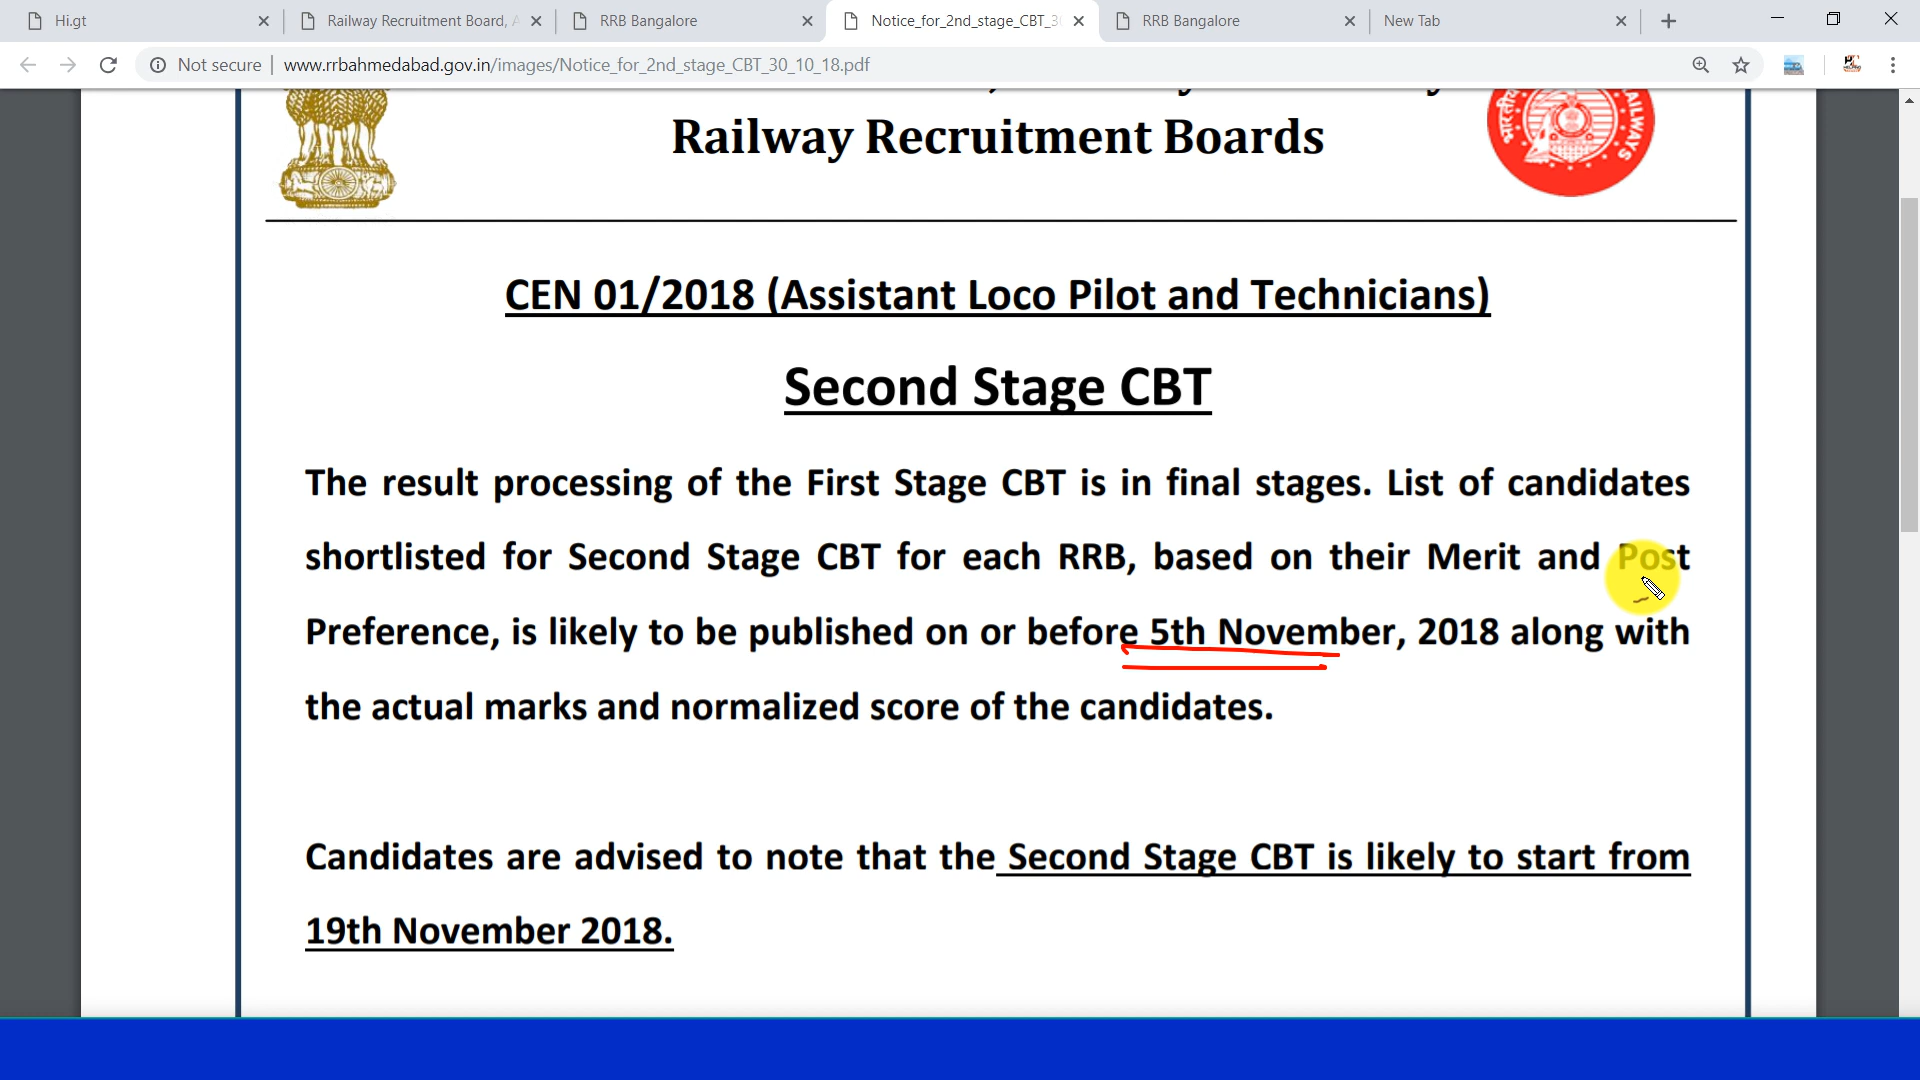 Hi.gt
Railway Recruitment Board, A
RRB Bangalore
Notice_for_2nd_stage_CBT_30
RRB Bangalore
New Tab
Not secure | www.rrbahmedabad.gov.in/images/Notice_for_2nd_stage_CBT_30_10_18.pdf
Railway Recruitment Boards
CEN 01/2018 (Assistant Loco Pilot and Technicians)
Second Stage CBT
The result processing of the First Stage CBT is in final stages. List of candidates
shortlisted for Second Stage CBT for each RRB, based on their Merit and Post
Preference, is likely to be published on or before 5th November, 2018 along with
the actual marks and normalized score of the candidates.
Candidates are advised to note that the Second Stage CBT is likely to start from
19th November 2018.